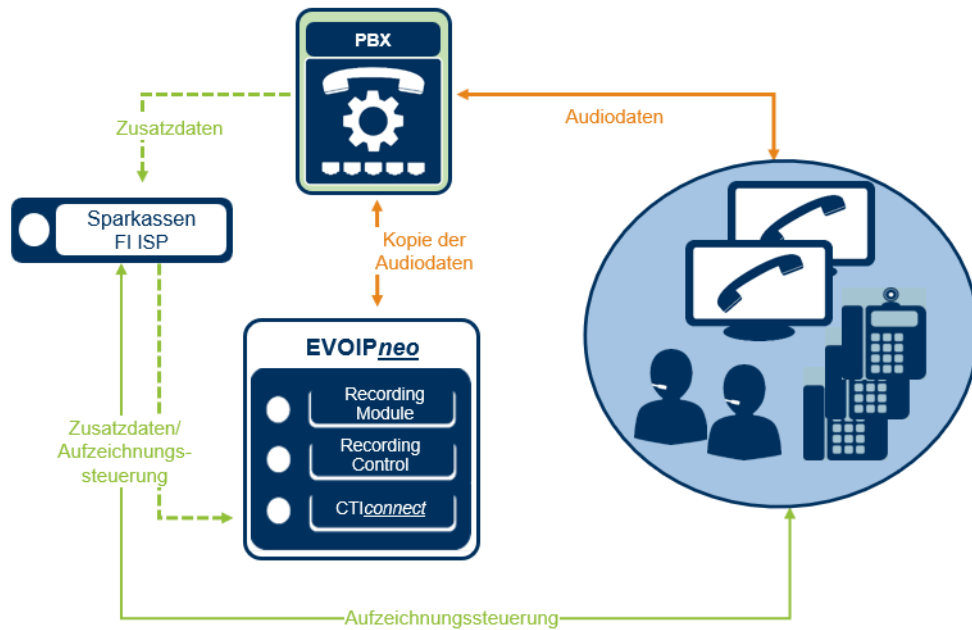 PBX
Zusatzdaten
Audiodaten
Sparkassen
FI ISP
Kopie der
Audiodaten
EVOIPneo
Recording
Module
Recording
Control
CTIconnect
Zusatzdaten/
Aufzeichnungs-
steuerung
Aufzeichnungssteuerung